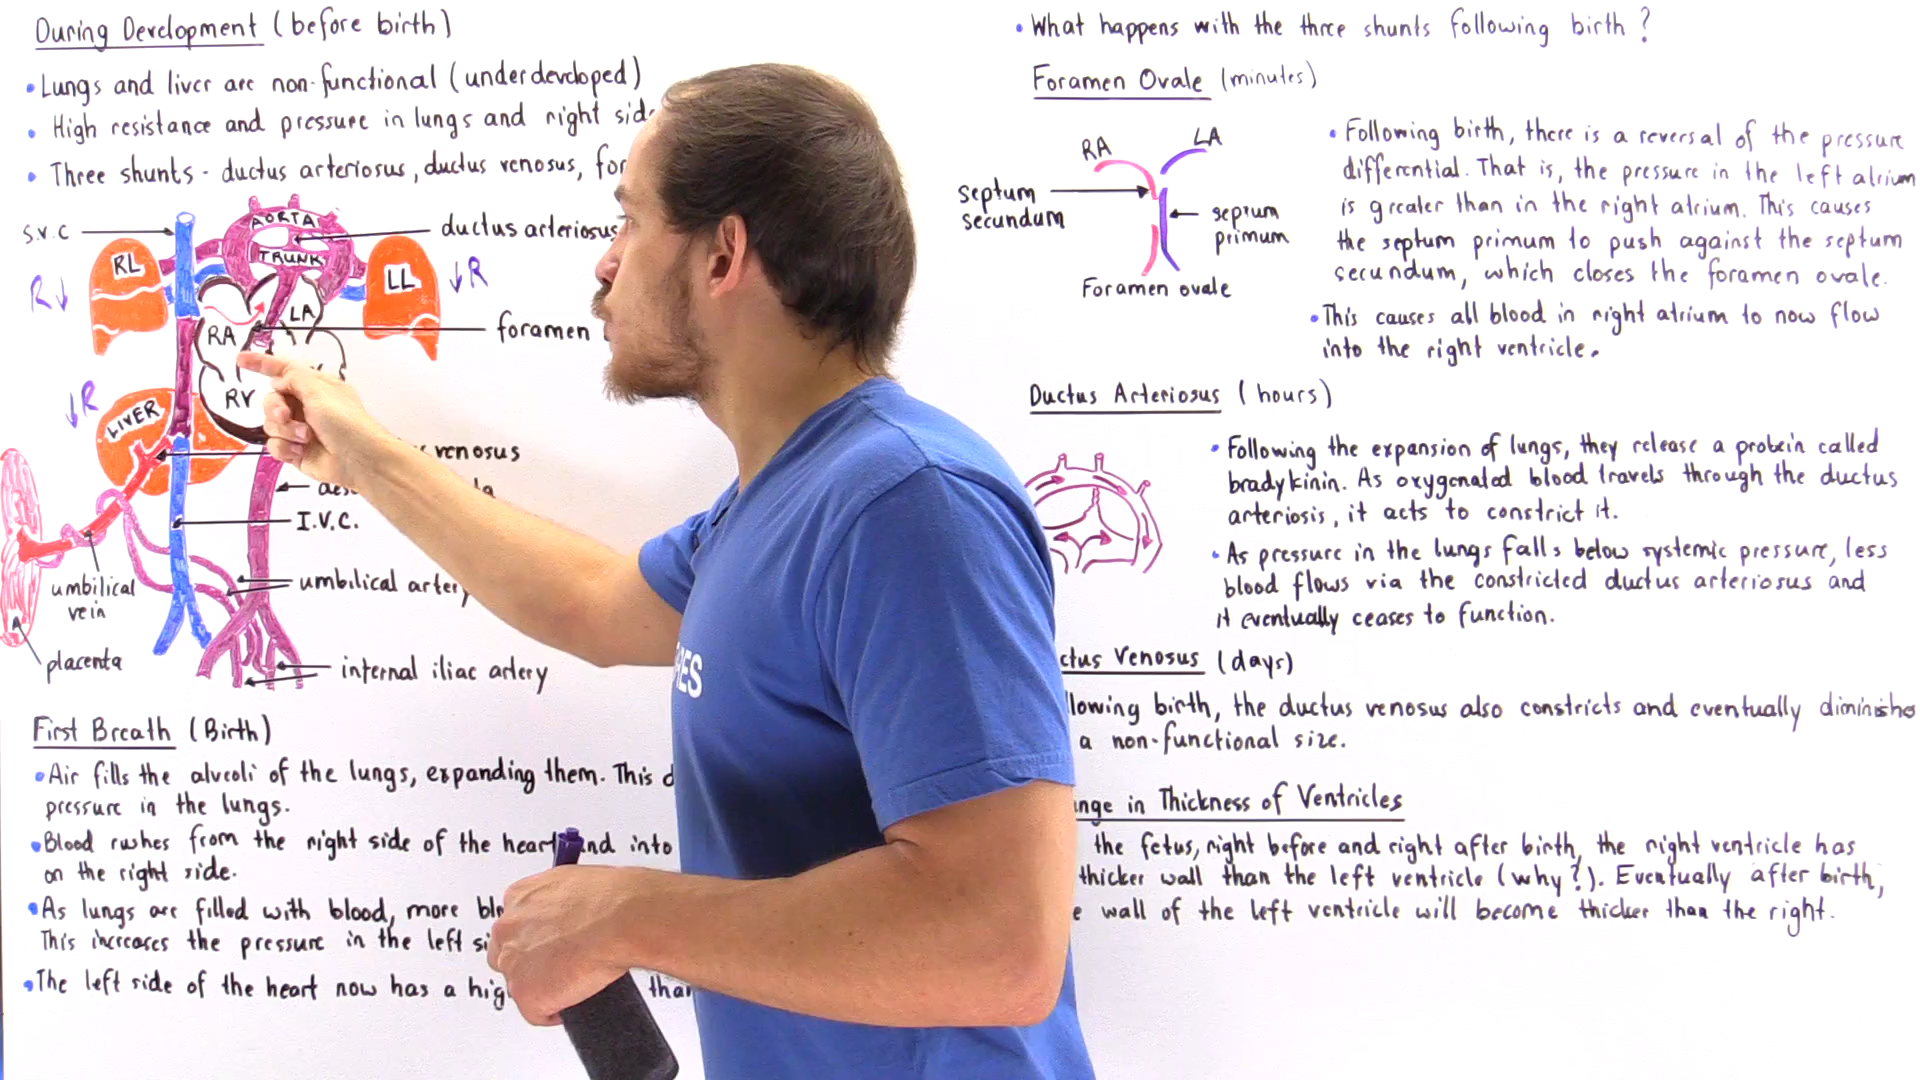 During Development (before birth)
• Lungs and liver are non-functional (underdeveloped)
• High resistance and pressure in lungs and right side
• Three shunts - ductus arteriosus, ductus venosus, for
S.V.C
AORTA
ductus arteriosus
TRUNK
RL
LL
R↓
↓R
LA
RA
foramen
RV
↓R
LIVER
venosus
I.V.C.
umbilical artery
umbilical
vein
placenta
internal iliac artery
First Breath (Birth)
• Air fills the alveoli of the lungs, expanding them. This d
pressure in the lungs.
• Blood rushes from the right side of the heart and into
on the right side.
• As lungs are filled with blood, more blo
This increases the pressure in the left si
• The left side of the heart now has a hig than
RES
• What happens with the three shunts following birth?
Foramen Ovale (minutes)
RA
LA
septum
secundum
septum
primum
Foramen ovale
• Following birth, there is a reversal of the pressure
differential. That is, the pressure in the left atrium
is greater than in the right atrium. This causes
the septum primum to push against the septum
secundum, which closes the foramen ovale.
• This causes all blood in right atrium to now flow
into the right ventricle.
Ductus Arteriosus (hours)
• Following the expansion of lungs, they release a protein called
bradykinin. As oxygenated blood travels through the ductus
arteriosis, it acts to constrict it.
• As pressure in the lungs falls below systemic pressure, less
blood flows via the constricted ductus arteriosus and
it eventually ceases to function.
ctus Venosus (days)
lowing birth, the ductus venosus also constricts and eventually diminishe
a non-functional size.
nge in Thickness of Ventricles
the fetus, right before and right after birth, the right ventricle has
thicker wall than the left ventricle (why?). Eventually after birth,
e wall of the left ventricle will become thicker than the right.